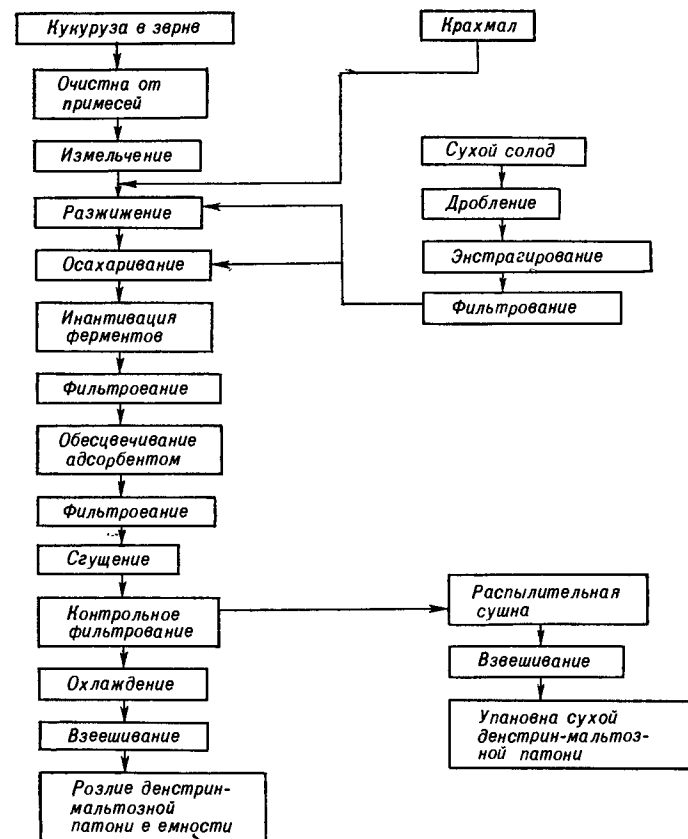 Кукуруза в зврнв
Очистна от
примесей
Измельчение
Разжижение
Осахаривание
Инантивация
ферментов
Фильтрование
Обесцвечивание
адсорбентом
Фильтрование
Сгущение
Контрольное
фильтрование
Охлаждение
Взвешивание
Розлие денстрин-
мальтозной
патони е емности
Крахмал
Сухой солод
Дробление
Энстрагирование
Фильтрование
Распылительная
сушна
Взвешивание
Упановна сухой
денстрин-мальтоз-
ной патони